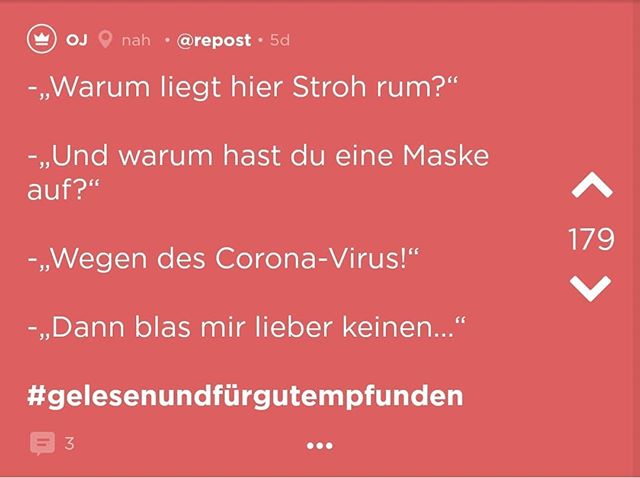 OJ nah • @repost • 5d
-„Warum liegt hier Stroh rum?“
-„Und warum hast du eine Maske
auf?“
179
-„Wegen des Corona-Virus!“
-„Dann blas mir lieber keinen...“
#gelesenundfürgutempfunden
3